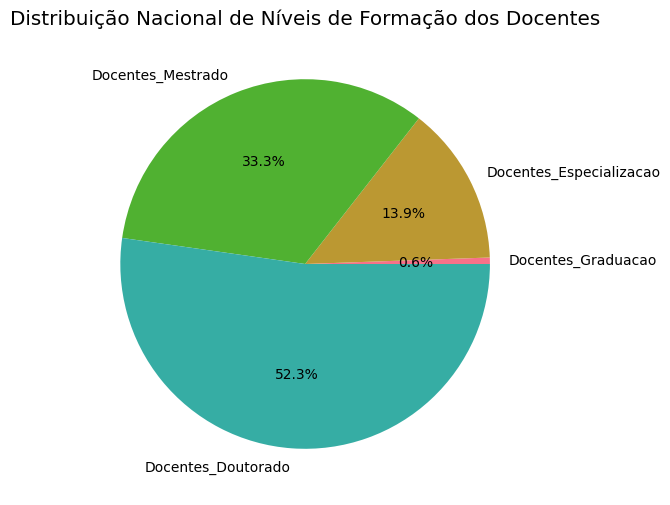 Distribuição Nacional de Níveis de Formação dos Docentes
Docentes_Mestrado
33.3%
Docentes_Especializacao
13.9%
Docentes_Graduacao
0.6%
52.3%
Docentes_Doutorado